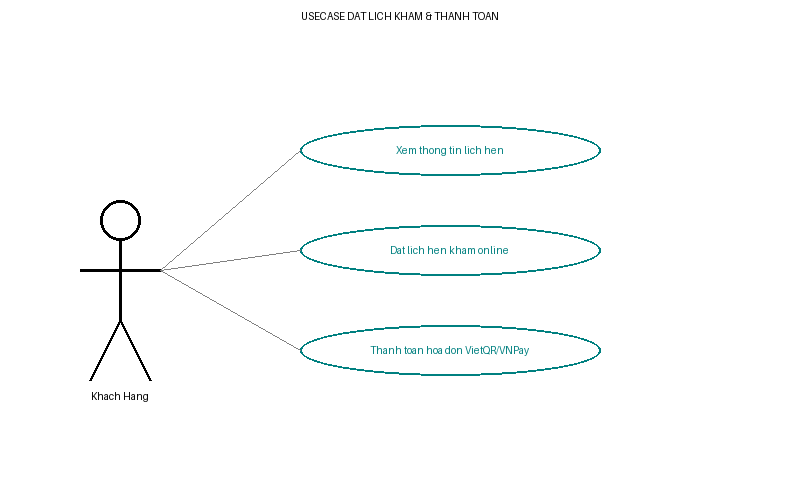 USECASE DAT LICH KHAM & THANH TOAN
Xem thong tin lich hen
Dat lich hen kham online
Thanh toan hoa don VietQR/VNPay
Khach Hang